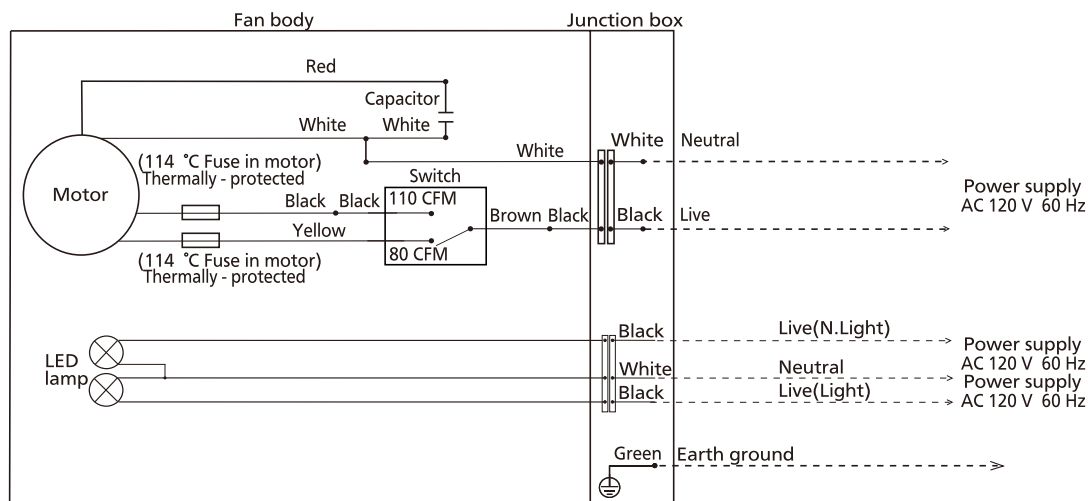 Fan body
Junction box
Red
Capacitor
White
White
White
White
Neutral
(114 ℃ Fuse in motor)
Thermally - protected
Motor
Switch
Power supply
AC 120 V 60 Hz
Black
Black
110 CFM
Brown
Black
Black
Live
Yellow
80 CFM
(114 ℃ Fuse in motor)
Thermally - protected
Black
Live(N.Light)
LED
lamp
Power supply
AC 120 V 60 Hz
White
Neutral
Power supply
AC 120 V 60 Hz
Black
Live(Light)
Green
Earth ground